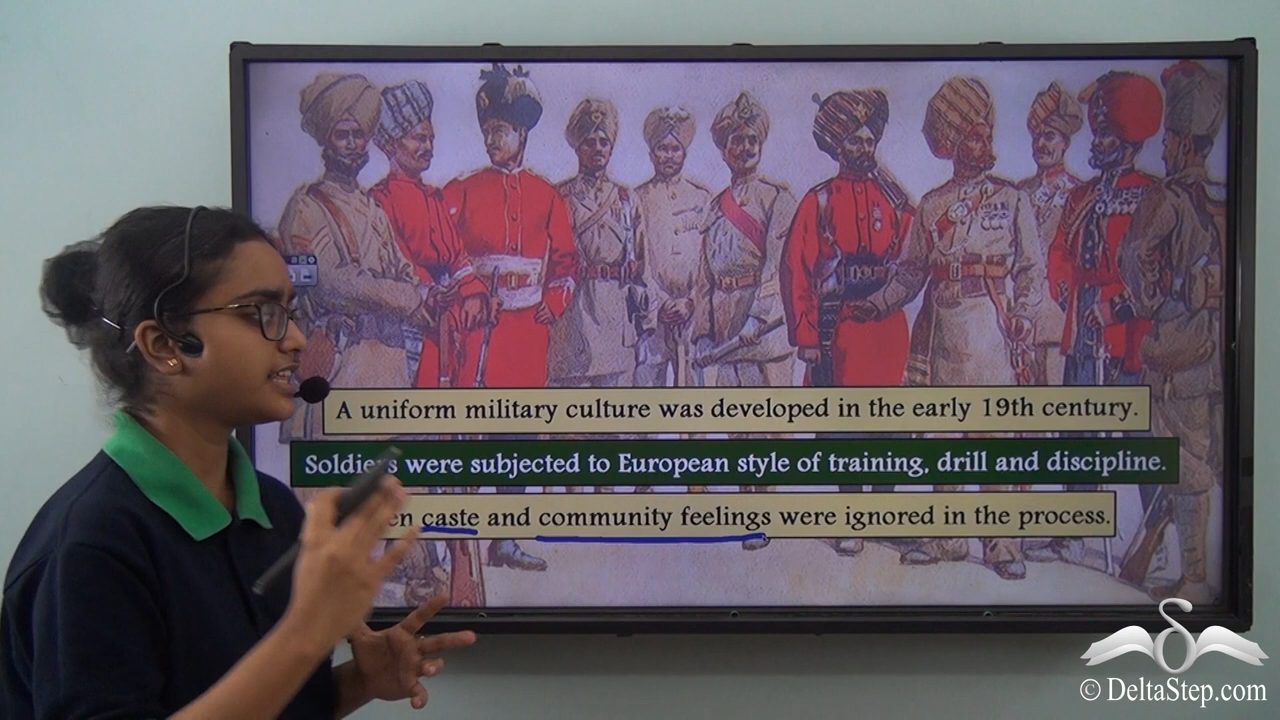 A uniform military culture was developed in the early 19th century.
Soldiers were subjected to European style of training, drill and discipline.
caste and community feelings were ignored in the process.
© DeltaStep.com